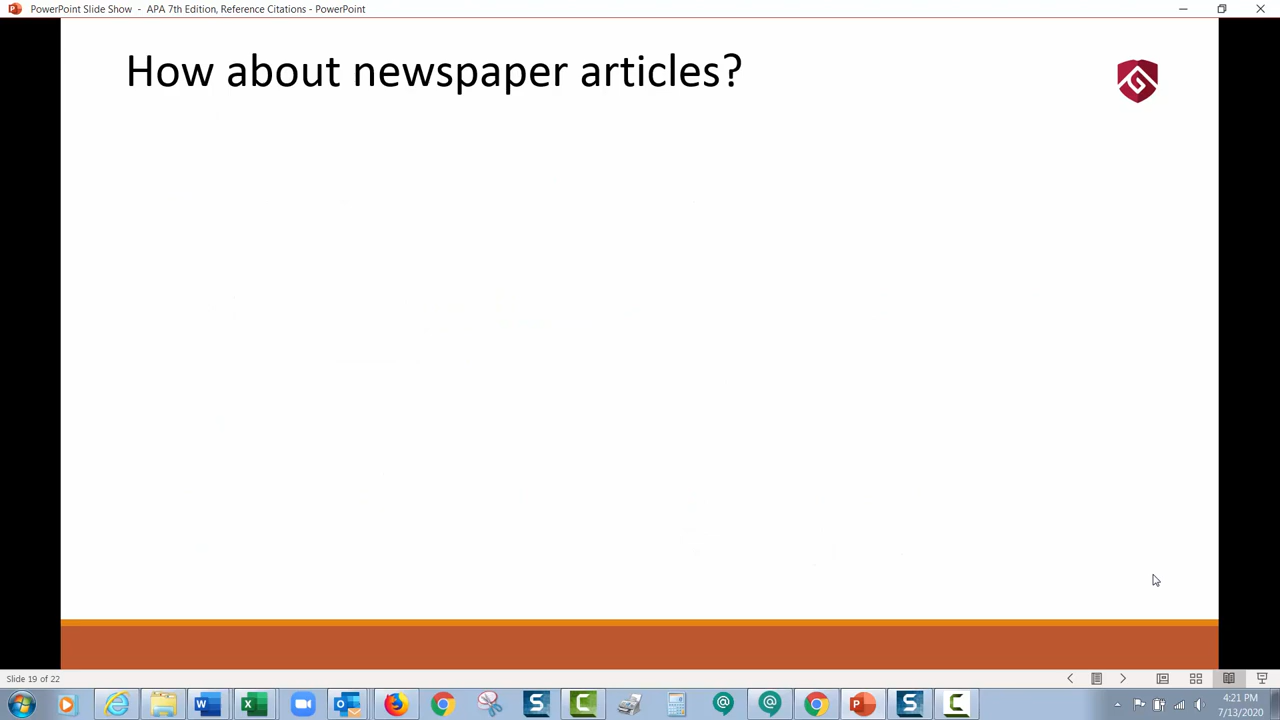 PowerPoint Slide Show - APA 7th Edition, Reference Citations - PowerPoint
How about newspaper articles?
Slide 19 of 22
4:21 PM
7/13/2020